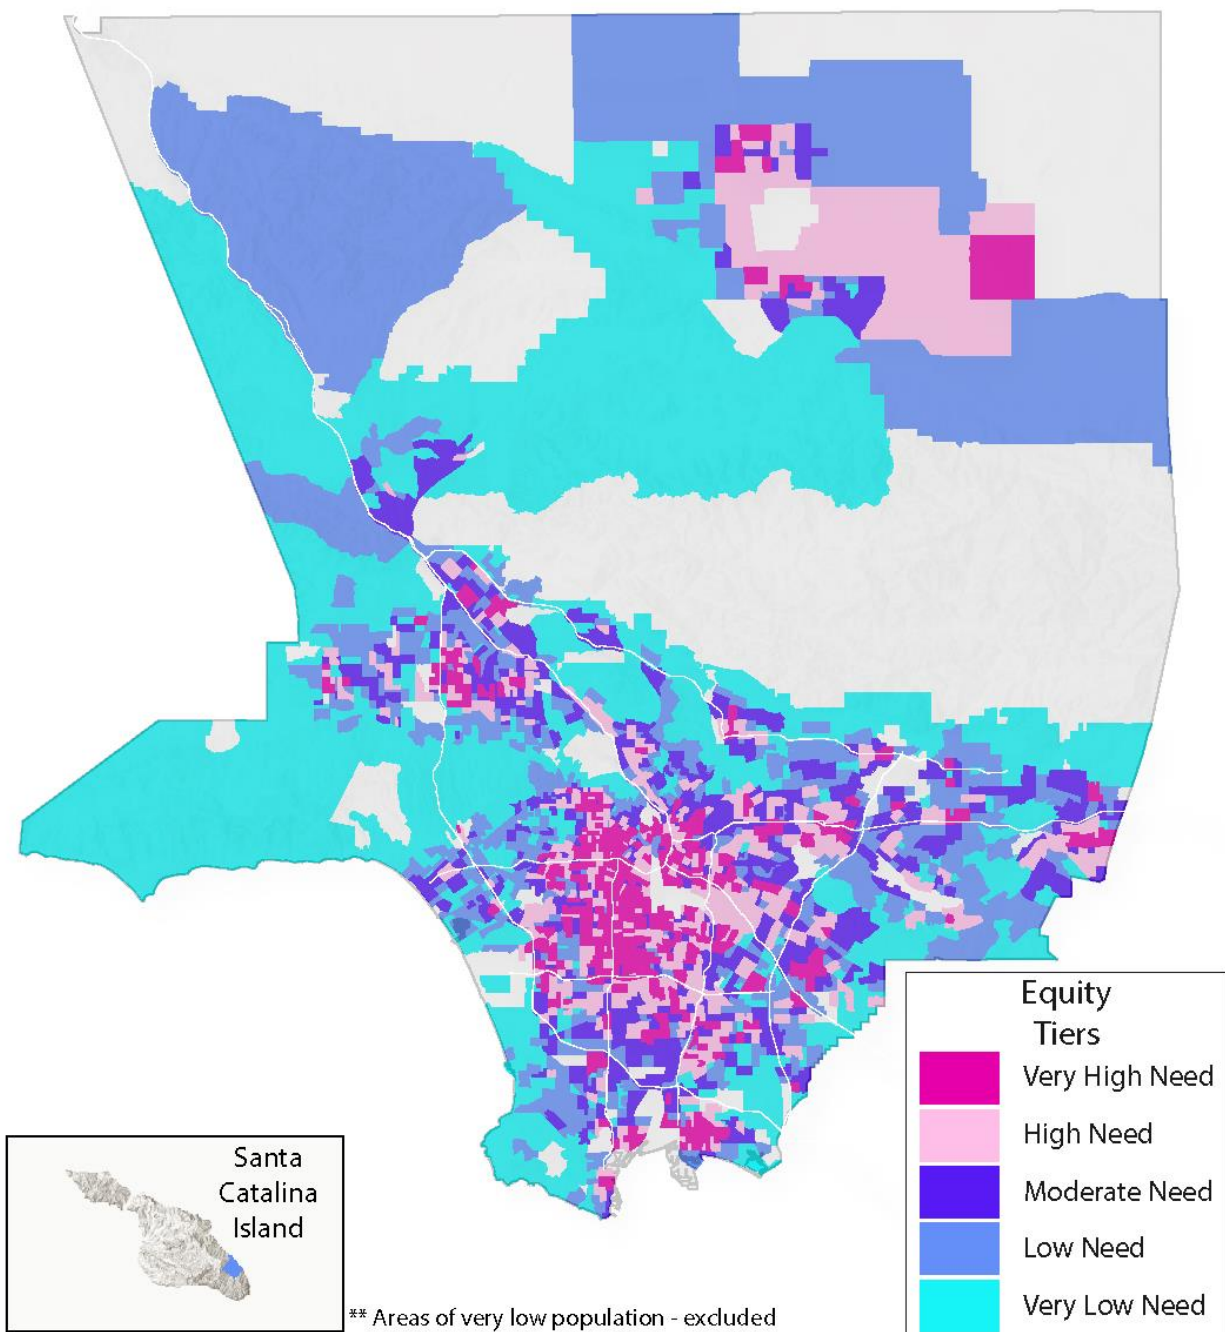 Equity
Tiers
Very High Need
High Need
Moderate Need
Low Need
Very Low Need
Santa
Catalina
Island
** Areas of very low population - excluded